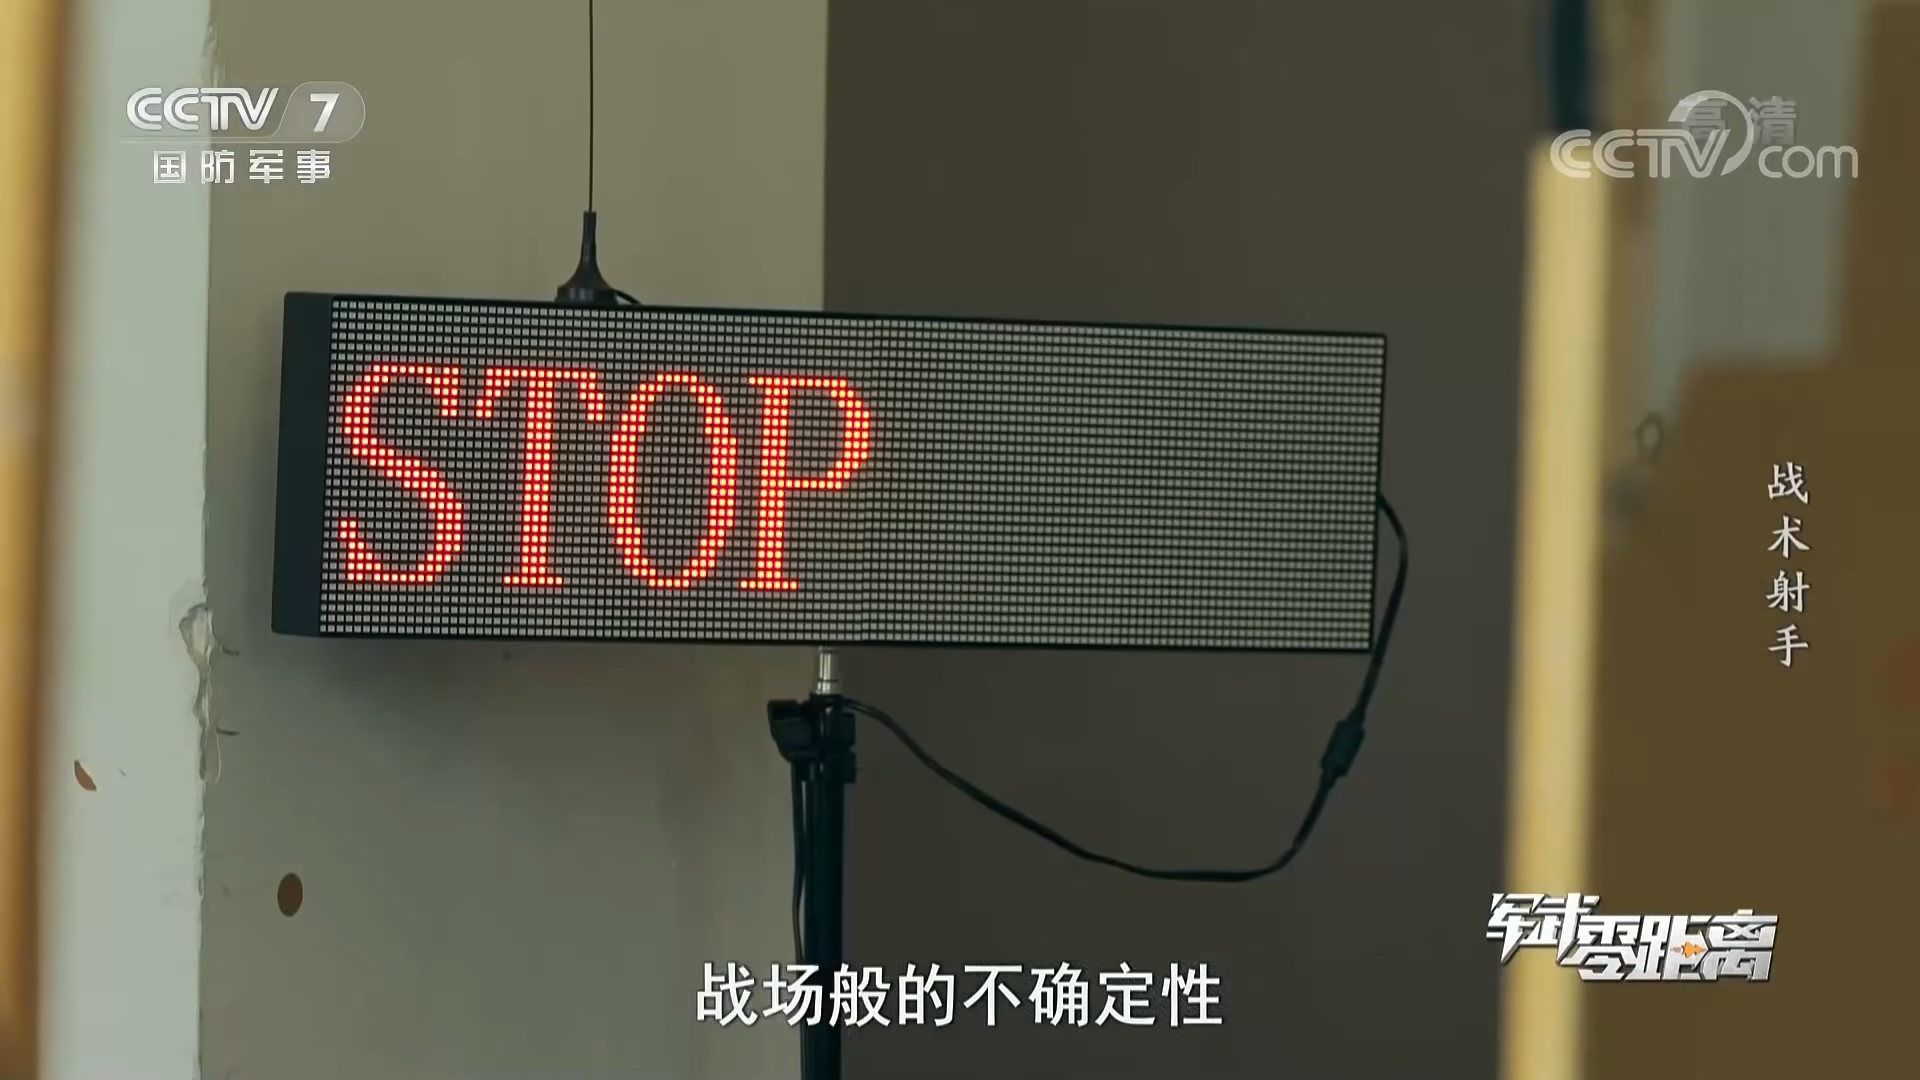 CCTV 7
国防军事
高清
CCTV.com
STOP
战术射手
军武零距离
战场般的不确定性